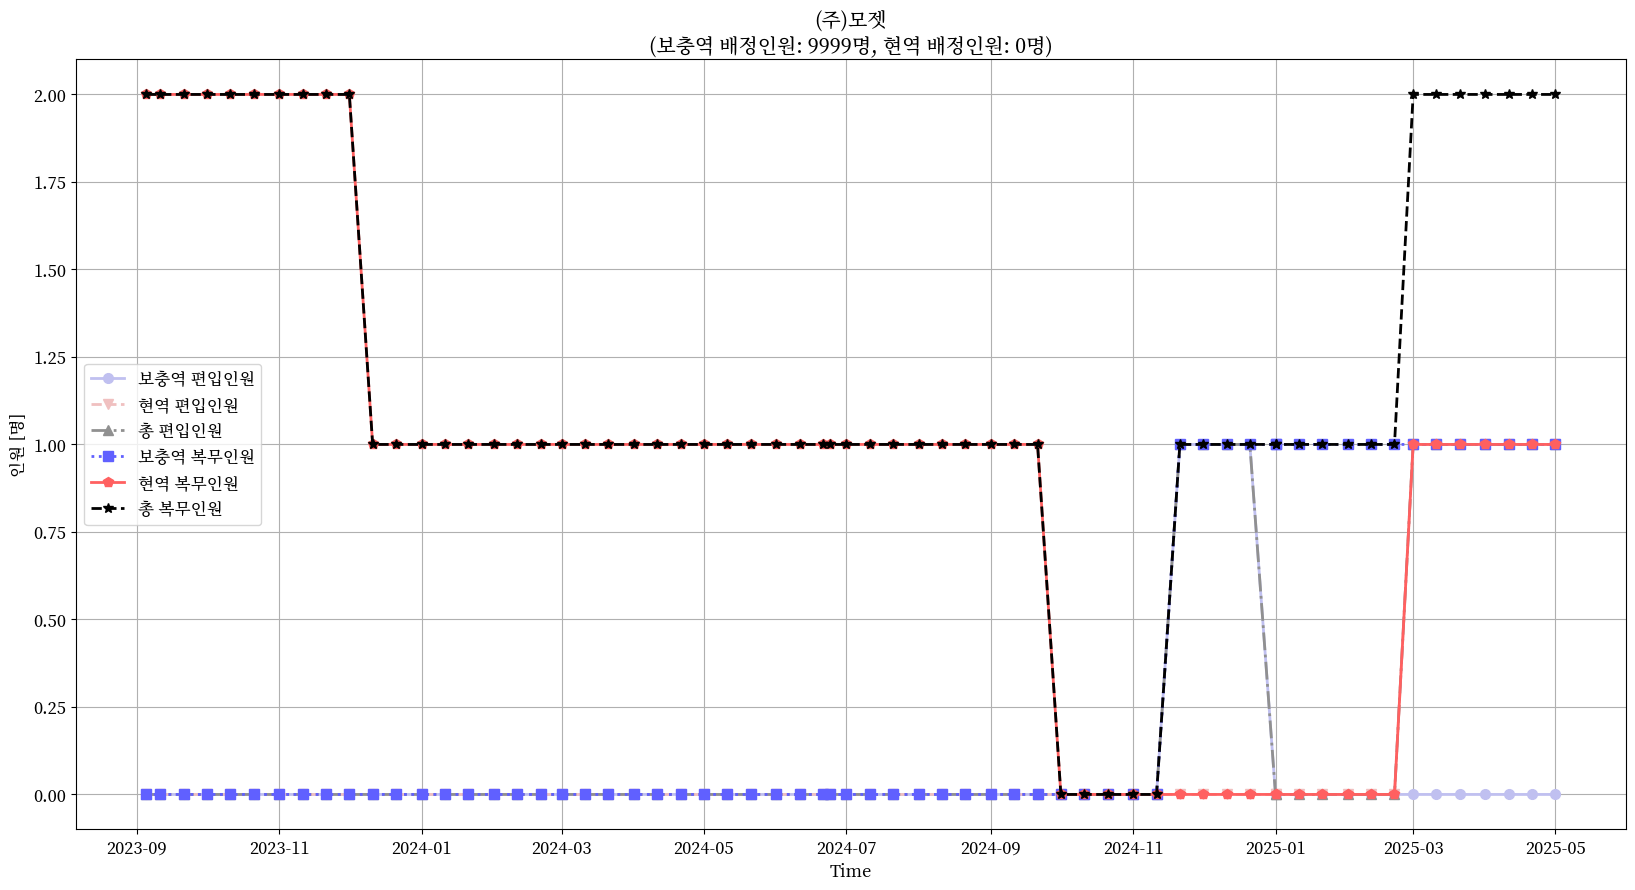 (주)모젯
(보충역 배정인원: 9999명, 현역 배정인원: 0명)
인원 [명]
2.00
1.75
1.50
1.25
1.00
0.75
0.50
0.25
0.00
보충역 편입인원
현역 편입인원
총 편입인원
보충역 복무인원
현역 복무인원
총 복무인원
2023-09 2023-11 2024-01 2024-03 2024-05 2024-07 2024-09 2024-11 2025-01 2025-03 2025-05
Time